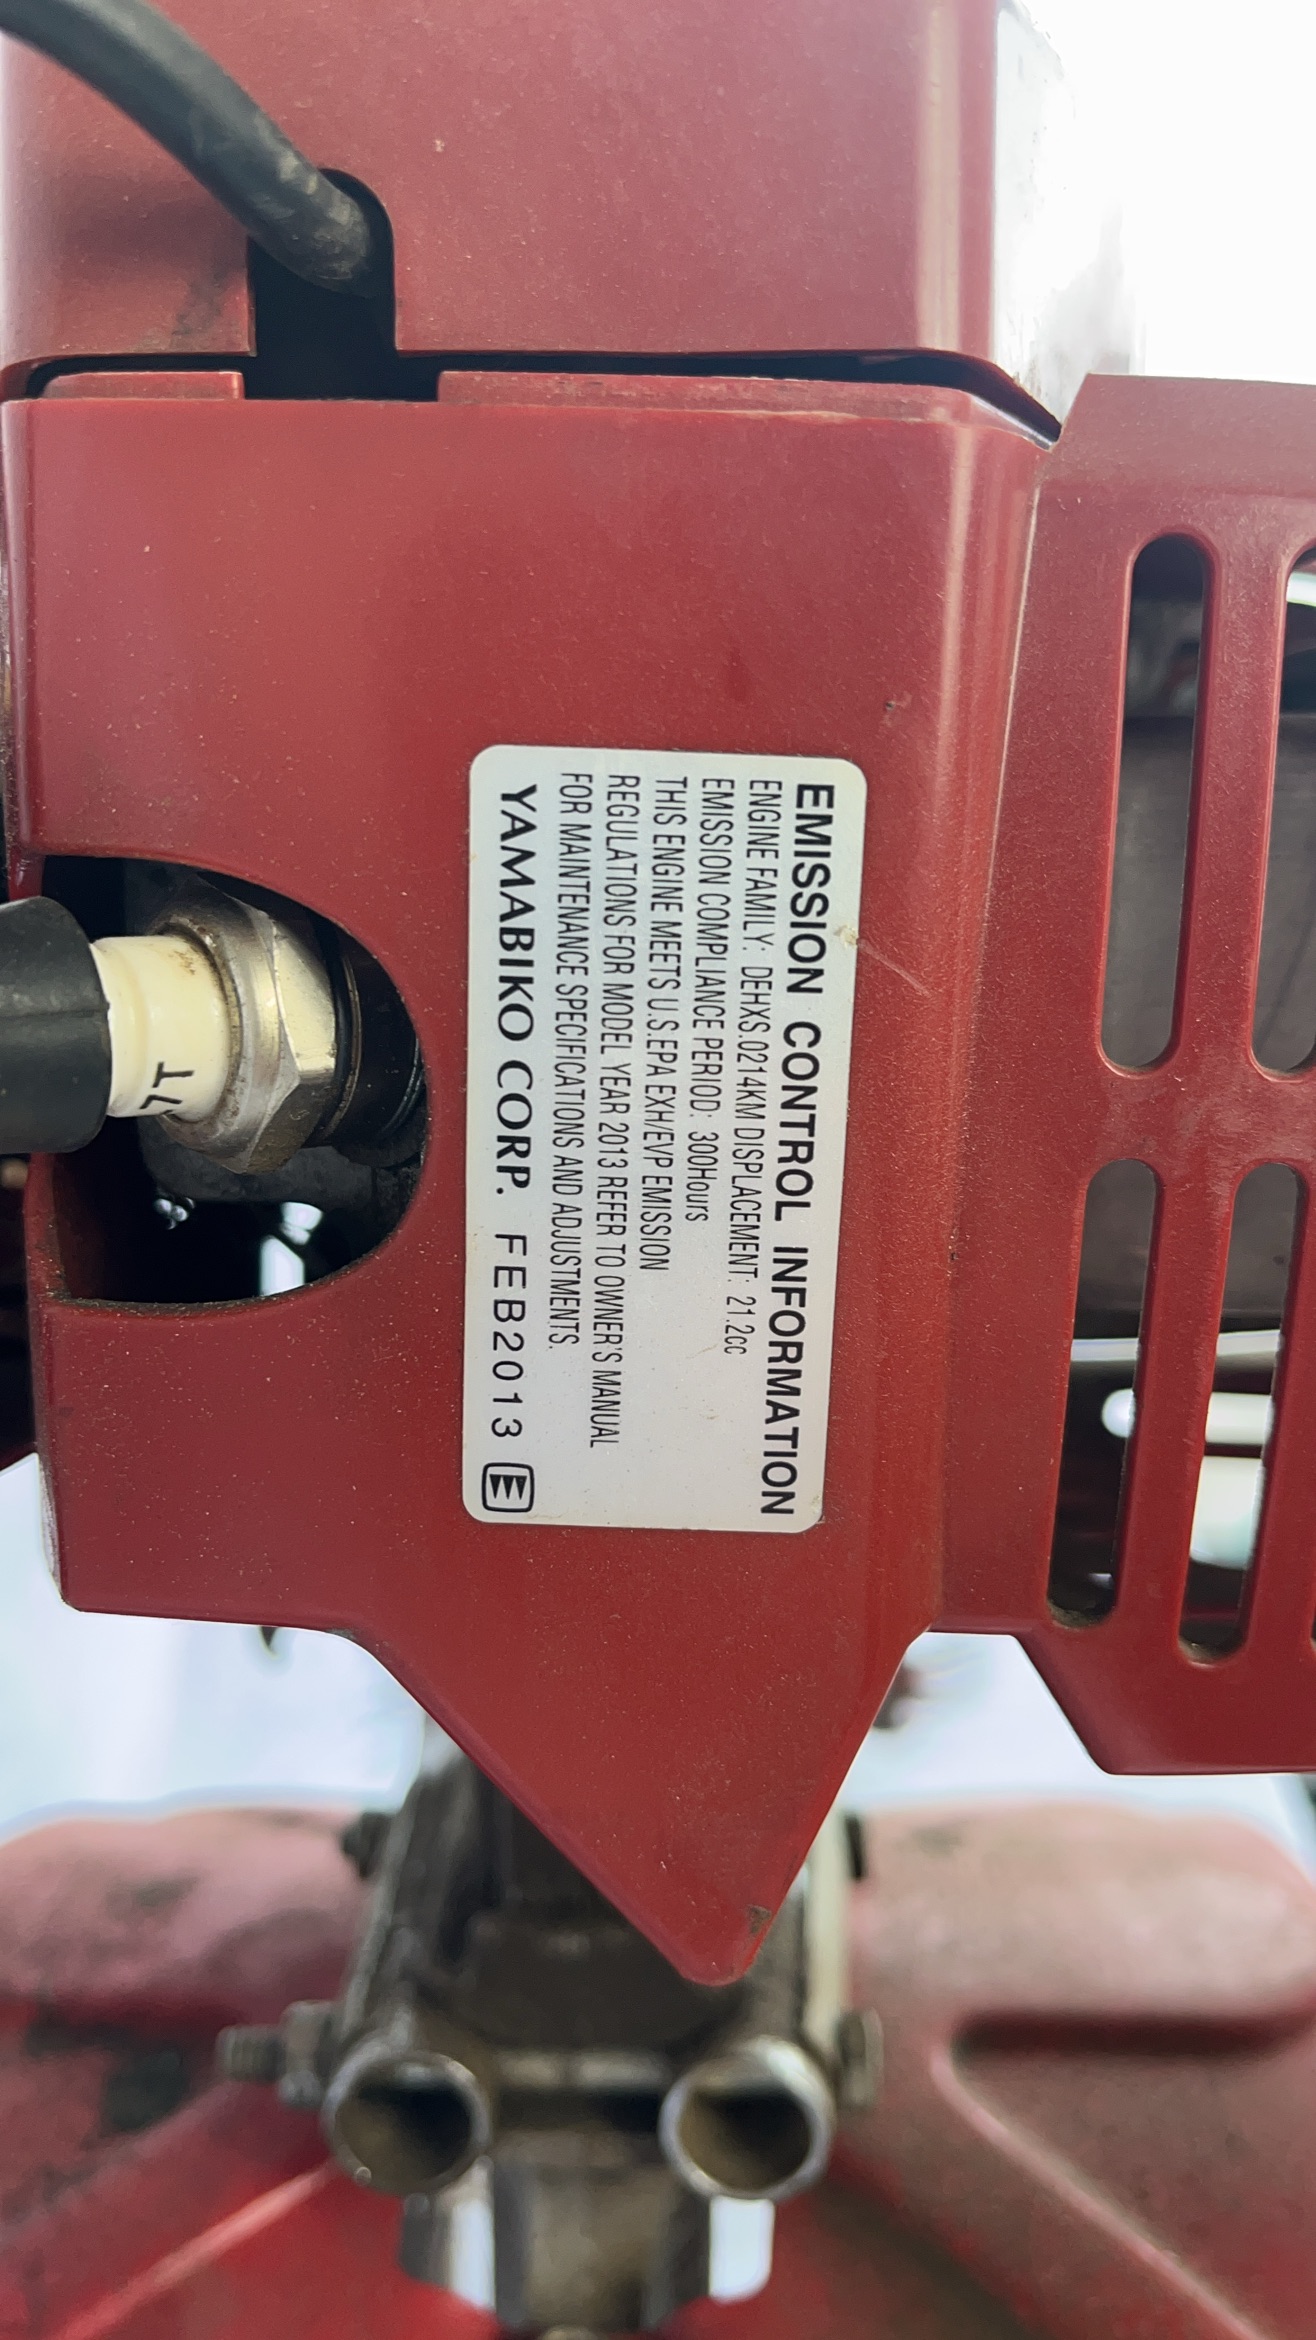 EMISSION CONTROL INFORMATION
ENGINE FAMILY: DEHXS.0214KM DISPLACEMENT: 21.2cc
EMISSION COMPLIANCE PERIOD: 300Hours
THIS ENGINE MEETS U.S.EPA EXH/EVP EMISSION
REGULATIONS FOR MODEL YEAR 2013 REFER TO OWNER'S MANUAL
FOR MAINTENANCE SPECIFICATIONS AND ADJUSTMENTS.
YAMABIKO CORP. FEB2013 E